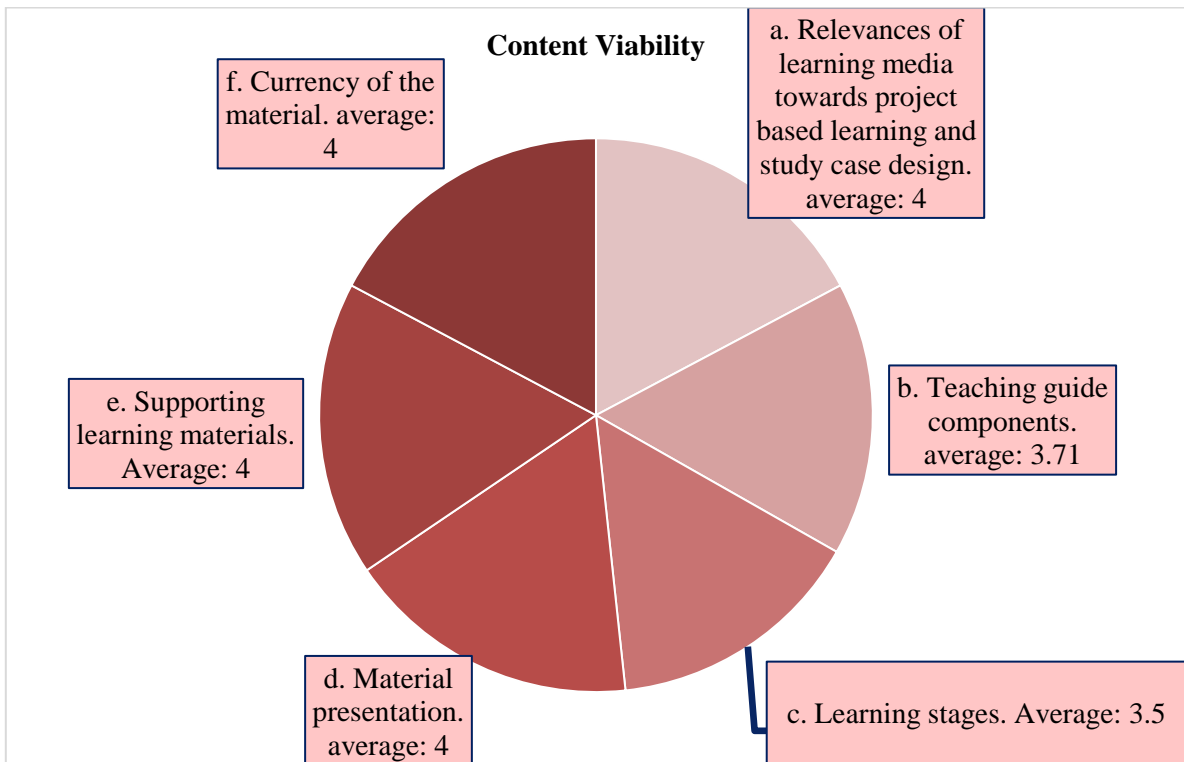 Content Viability
a. Relevances of
learning media
towards project
based learning and
study case design.
average: 4
b. Teaching guide
components.
average: 3.71
c. Learning stages. Average: 3.5
d. Material
presentation.
average: 4
e. Supporting
learning materials.
Average: 4
f. Currency of the
material. average:
4